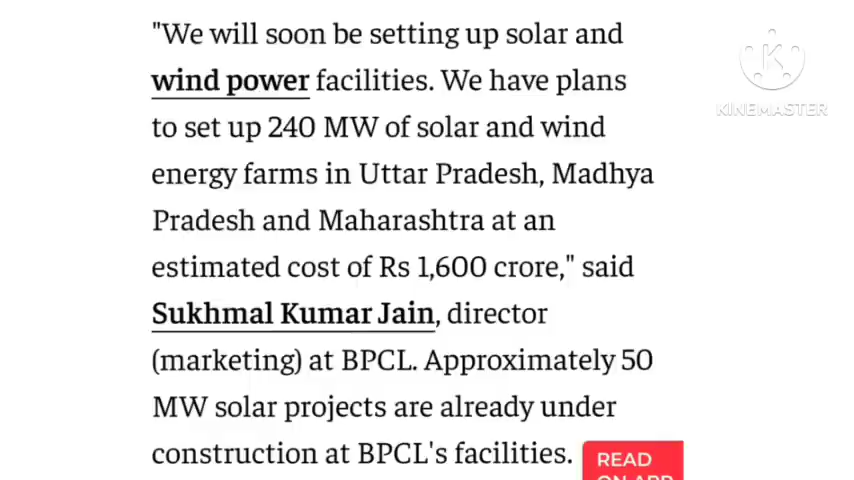 "We will soon be setting up solar and
wind power facilities. We have plans
to set up 240 MW of solar and wind
energy farms in Uttar Pradesh, Madhya
Pradesh and Maharashtra at an
estimated cost of Rs 1,600 crore," said
Sukhmal Kumar Jain, director
(marketing) at BPCL. Approximately 50
MW solar projects are already under
construction at BPCL's facilities.
READ
ON APP
K
KINEMASTER